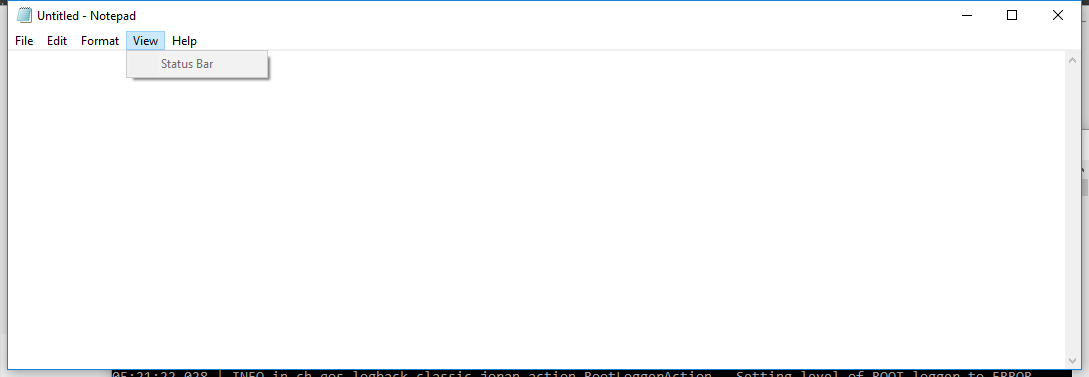 Untitled - Notepad
File Edit Format View Help
Status Bar
05:21:22,028 | INFO in ch.qos.logback.classic.joran.action.RootLoggerAction - Setting level of ROOT logger to ERROR